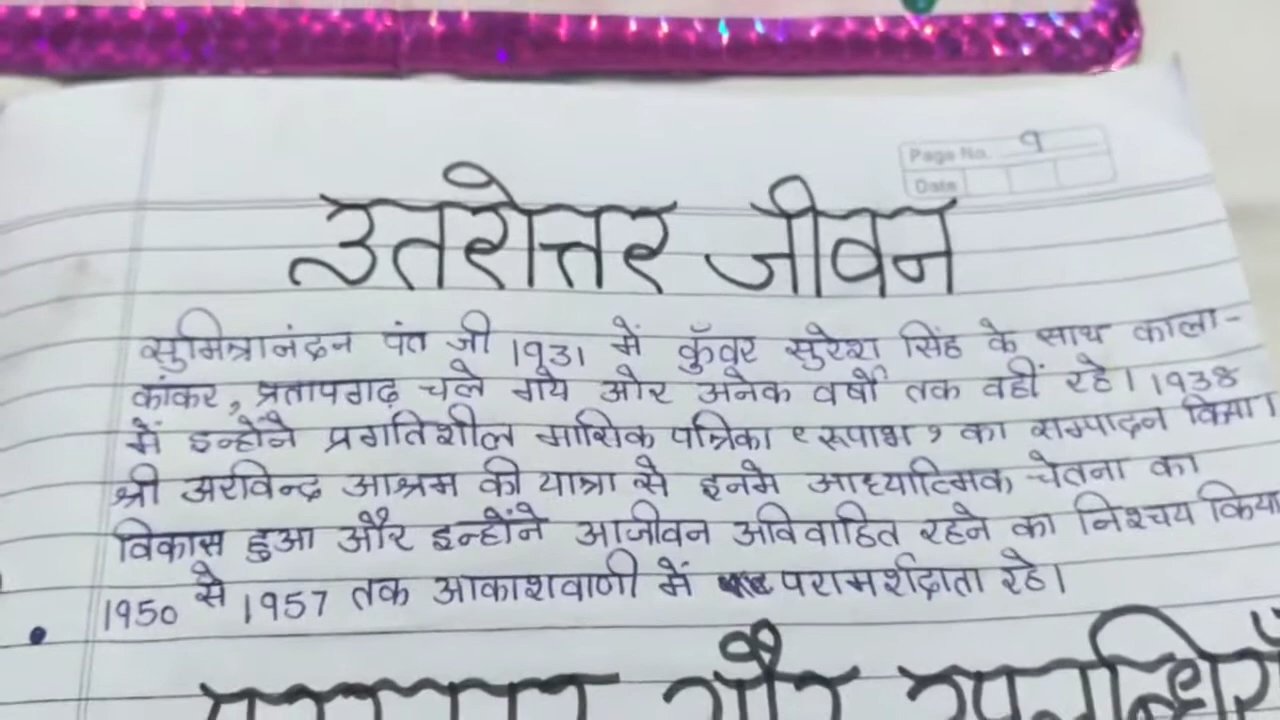 Page No. 9
Date
उतरोत्तर जीवन
सुमित्रानंदन पंत जी 1931 में कुँवर सुरेश सिंह के साथ काला-
कांकर, प्रतापगढ़ चले गये और अनेक वर्षों तक वहीं रहे। 1938
में इन्होंने प्रगतिशील मासिक पत्रिका ‘रूपाभ’ का सम्पादन किया।
श्री अरविन्द आश्रम की यात्रा से इनमे आध्यात्मिक चेतना का
विकास हुआ और इन्होंने आजीवन अविवाहित रहने का निश्चय किया
1950 से 1957 तक आकाशवाणी में परामर्शदाता रहे।